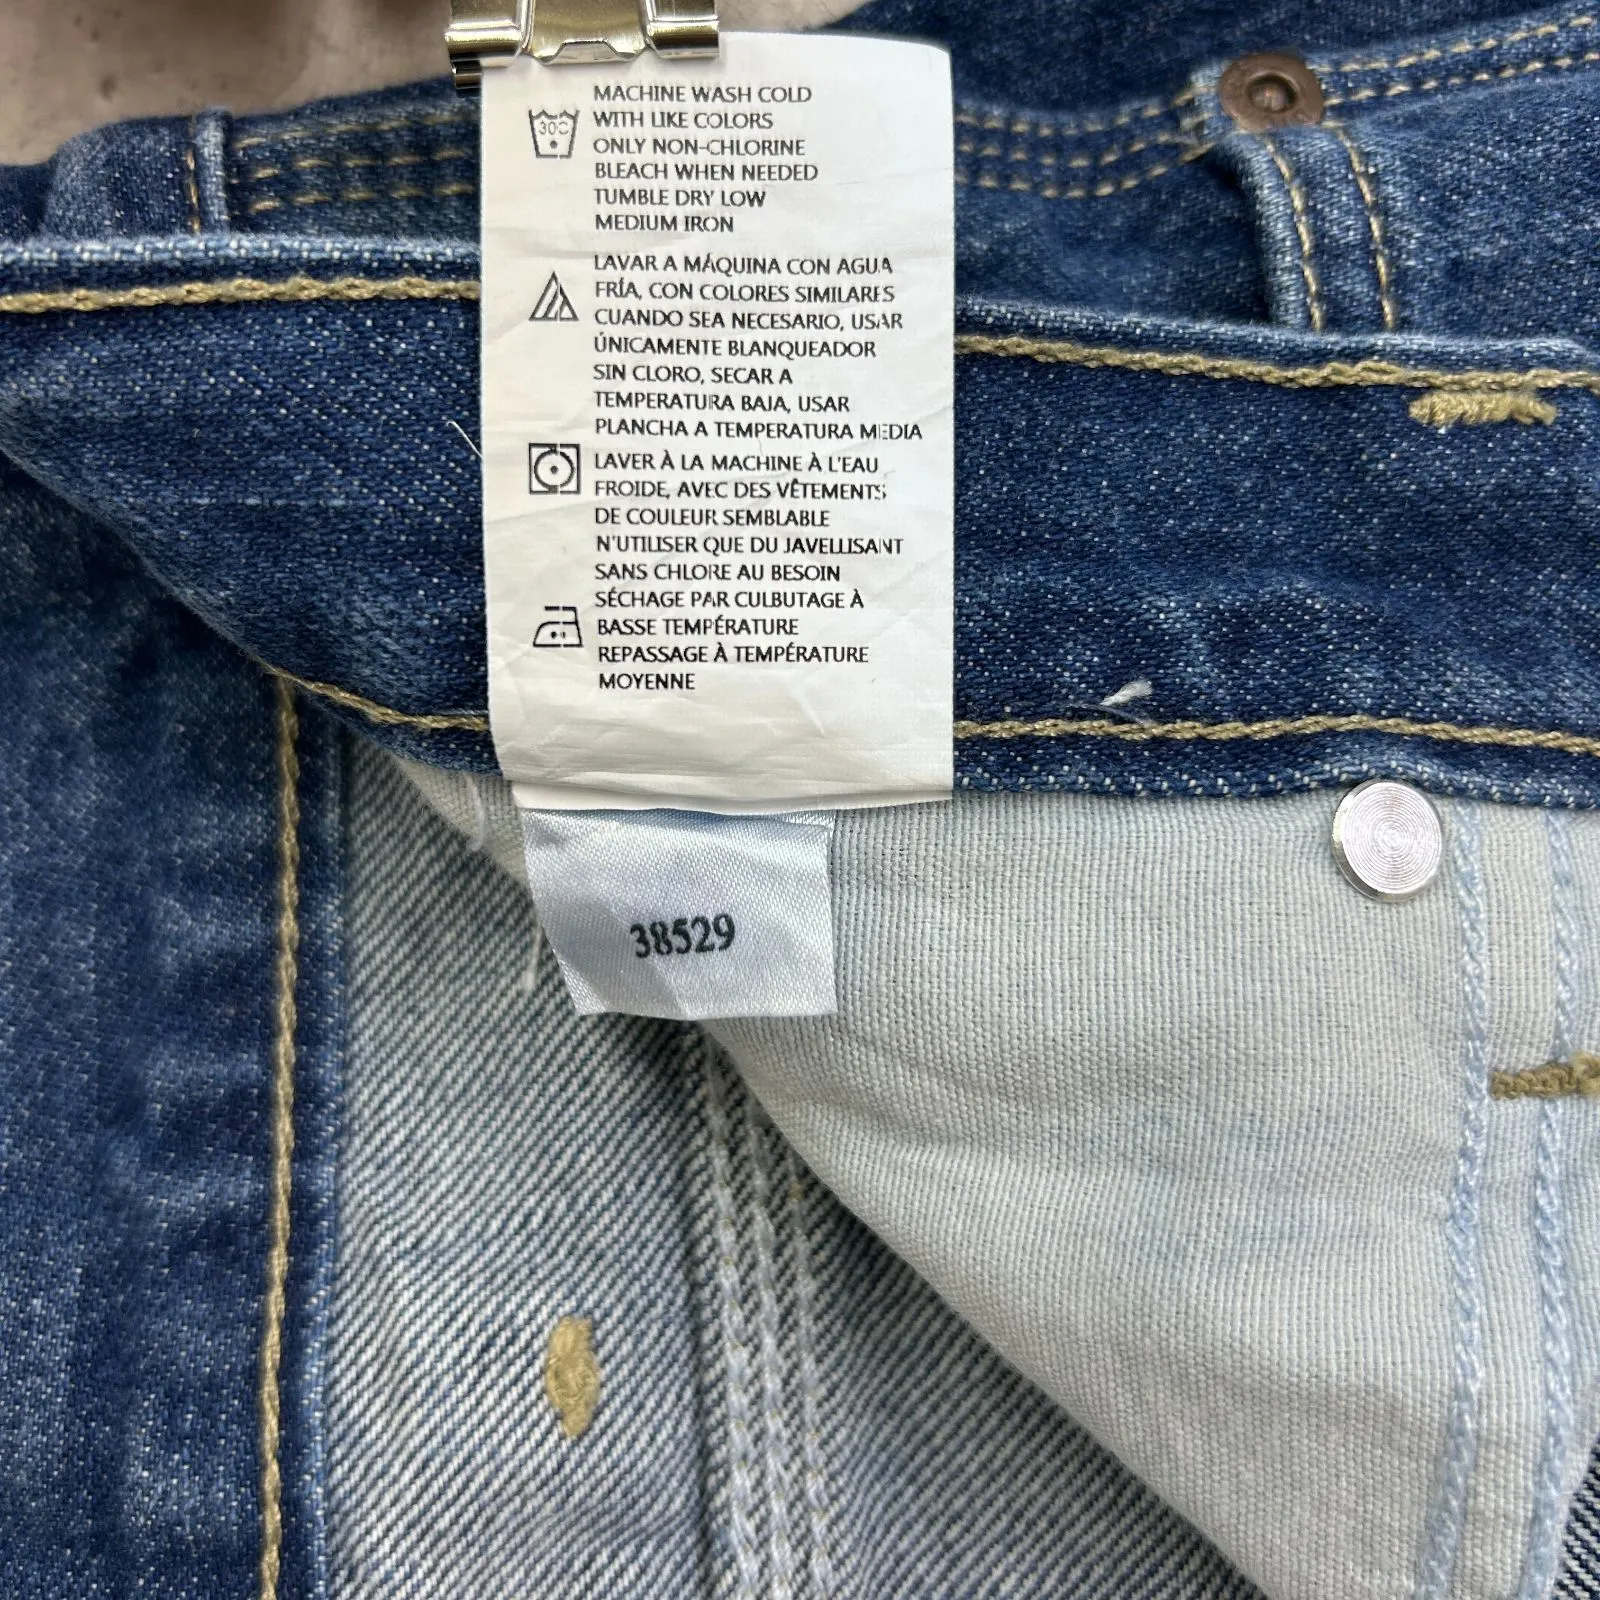 MACHINE WASH COLD
30C WITH LIKE COLORS
ONLY NON-CHLORINE
BLEACH WHEN NEEDED
TUMBLE DRY LOW
MEDIUM IRON
LAVAR A MÁQUINA CON AGUA
FRÍA, CON COLORES SIMILARES
CUANDO SEA NECESARIO, USAR
ÚNICAMENTE BLANQUEADOR
SIN CLORO, SECAR A
TEMPERATURA BAJA, USAR
PLANCHA A TEMPERATURA MEDIA
LAVER À LA MACHINE À L'EAU
FROIDE, AVEC DES VÊTEMENTS
DE COULEUR SEMBLABLE
N'UTILISER QUE DU JAVELLISANT
SANS CHLORE AU BESOIN
SÉCHAGE PAR CULBUTAGE À
BASSE TEMPÉRATURE
REPASSAGE À TEMPÉRATURE
MOYENNE
38529